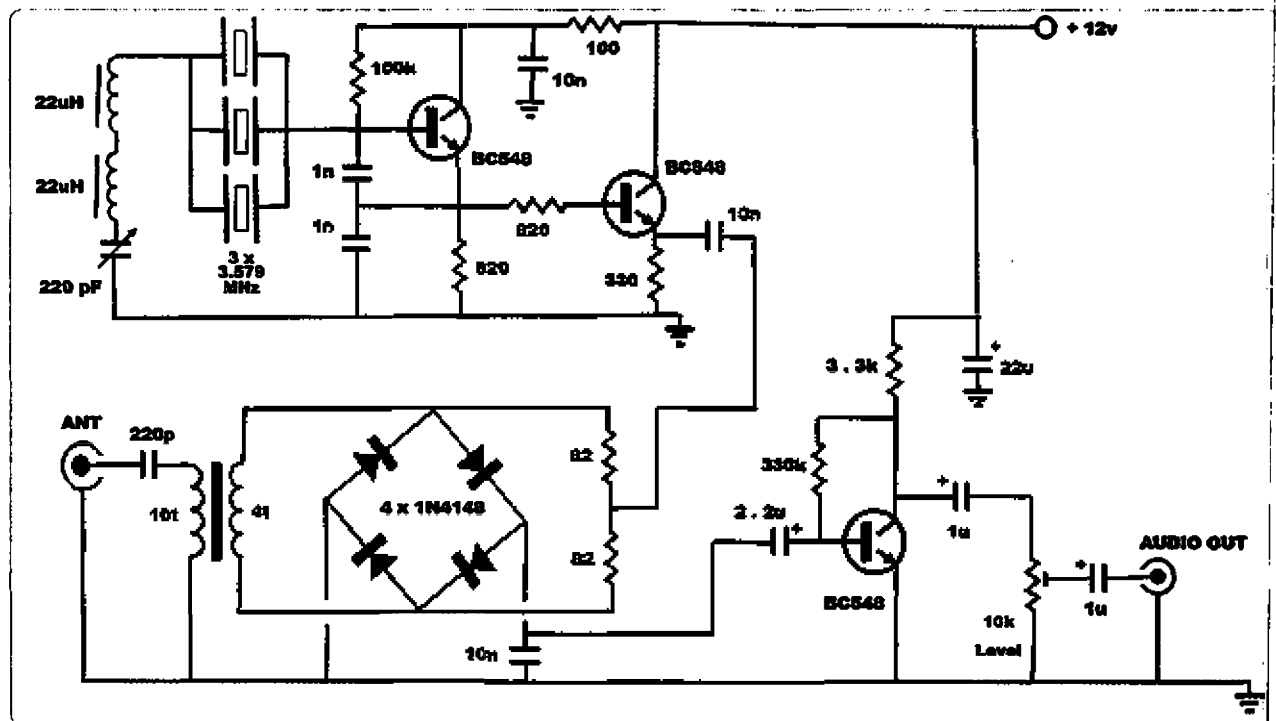 + 12v
100
100k
10n
22uH
BC548
BC548
1n
22uH
10n
820
1n
820
330
3 x
3.579
MHz
220 pF
3 . 3k
22u
ANT
220p
82
330k
10t
4t
4 x 1N4148
2 . 2u
1u
82
AUDIO OUT
BC548
1u
10k
Level
10n